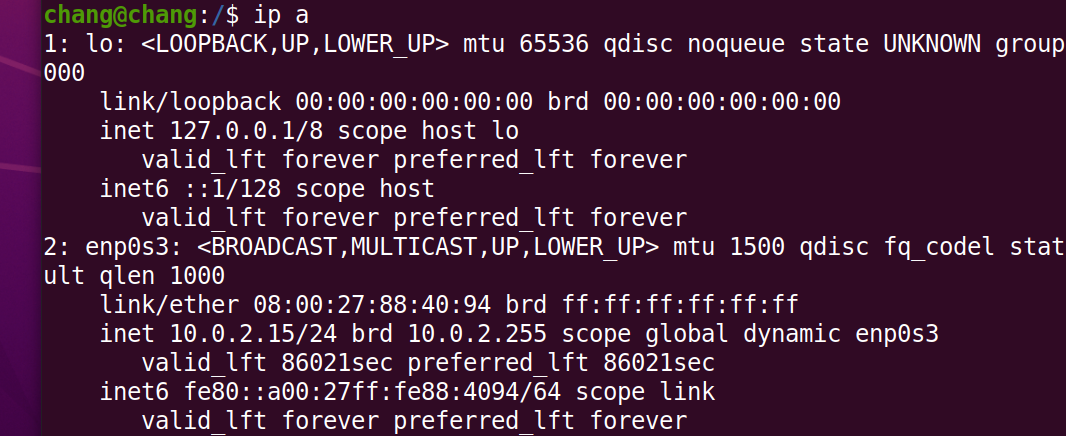 chang@chang:/$ ip a
1: lo: <LOOPBACK,UP,LOWER_UP> mtu 65536 qdisc noqueue state UNKNOWN group
000
link/loopback 00:00:00:00:00:00 brd 00:00:00:00:00:00
inet 127.0.0.1/8 scope host lo
valid_lft forever preferred_lft forever
inet6 ::1/128 scope host
valid_lft forever preferred_lft forever
2: enp0s3: <BROADCAST,MULTICAST,UP,LOWER_UP> mtu 1500 qdisc fq_codel stat
ult qlen 1000
link/ether 08:00:27:88:40:94 brd ff:ff:ff:ff:ff:ff
inet 10.0.2.15/24 brd 10.0.2.255 scope global dynamic enp0s3
valid_lft 86021sec preferred_lft 86021sec
inet6 fe80::a00:27ff:fe88:4094/64 scope link
valid_lft forever preferred_lft forever